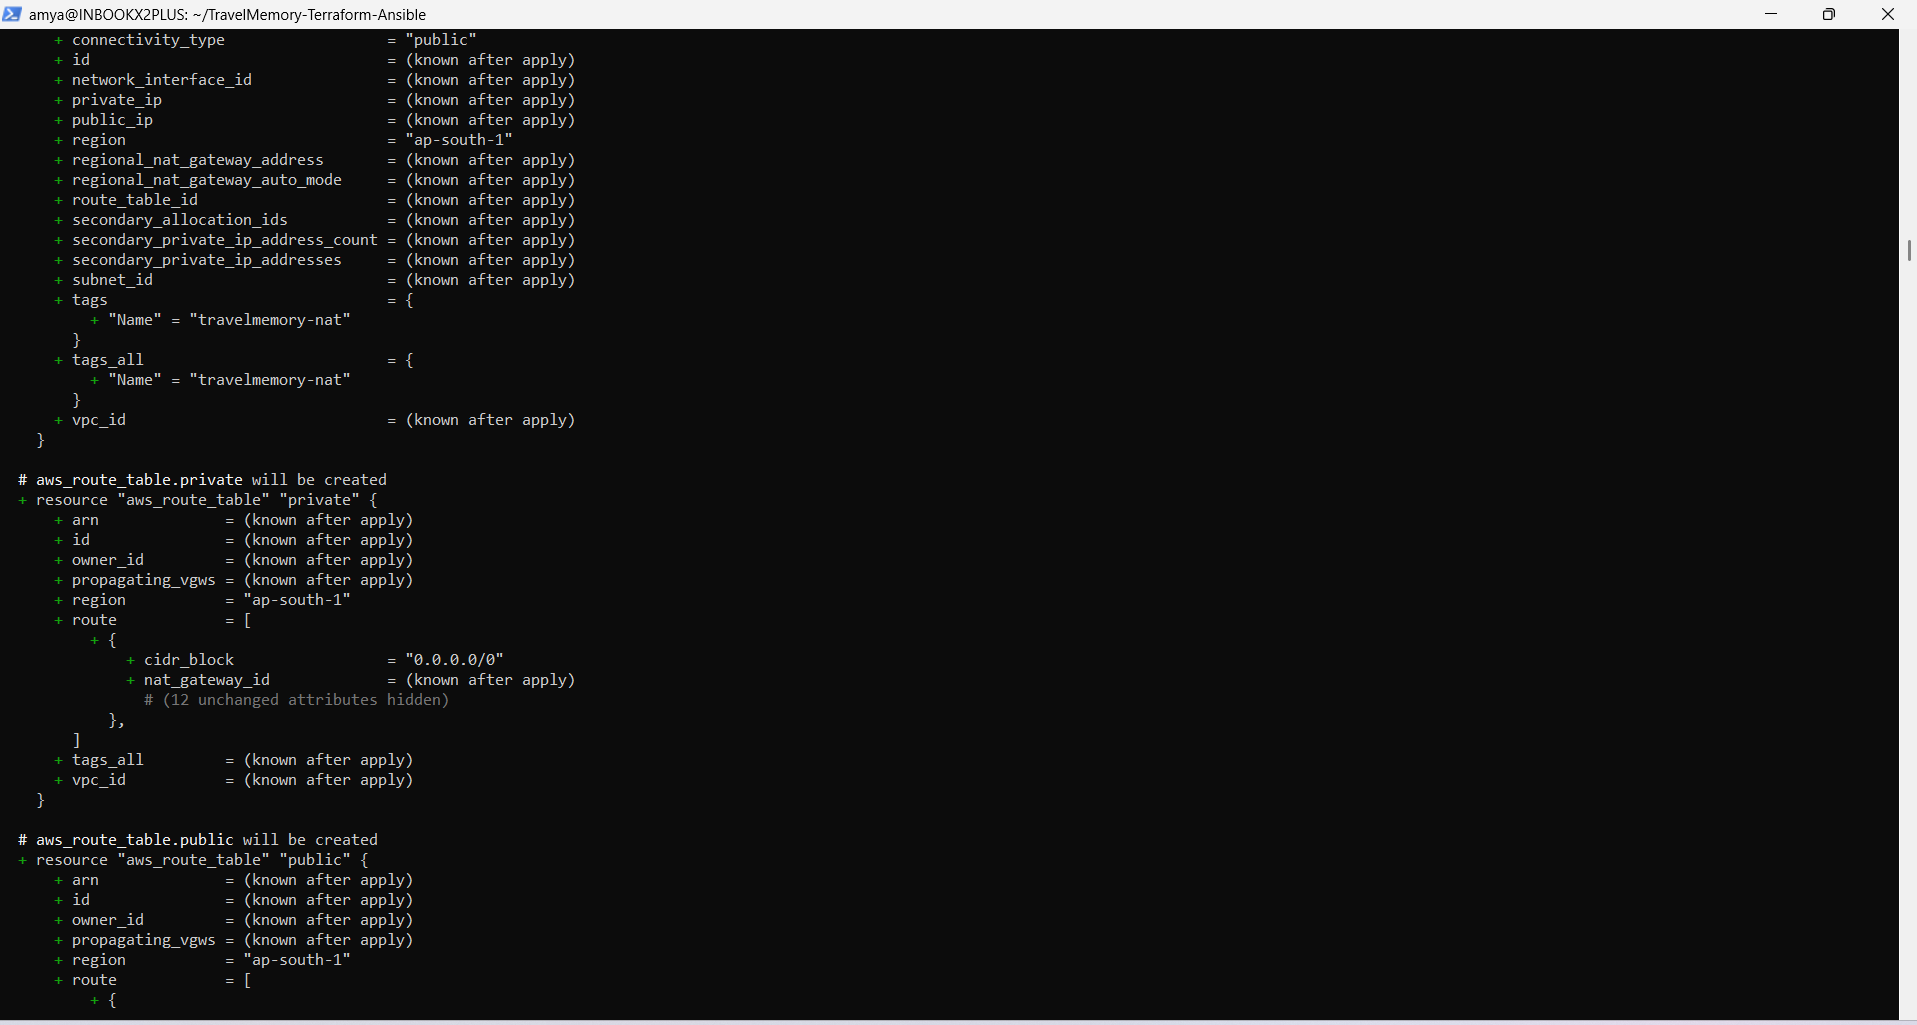 amya@INBOOKX2PLUS: ~/TravelMemory-Terraform-Ansible
      + connectivity_type                  = "public"
      + id                                 = (known after apply)
      + network_interface_id               = (known after apply)
      + private_ip                         = (known after apply)
      + public_ip                          = (known after apply)
      + region                             = "ap-south-1"
      + regional_nat_gateway_address       = (known after apply)
      + regional_nat_gateway_auto_mode     = (known after apply)
      + route_table_id                     = (known after apply)
      + secondary_allocation_ids           = (known after apply)
      + secondary_private_ip_address_count = (known after apply)
      + secondary_private_ip_addresses     = (known after apply)
      + subnet_id                          = (known after apply)
      + tags                               = {
          + "Name" = "travelmemory-nat"
        }
      + tags_all                           = {
          + "Name" = "travelmemory-nat"
        }
      + vpc_id                             = (known after apply)
    }

  # aws_route_table.private will be created
  + resource "aws_route_table" "private" {
      + arn              = (known after apply)
      + id               = (known after apply)
      + owner_id         = (known after apply)
      + propagating_vgws = (known after apply)
      + region           = "ap-south-1"
      + route            = [
          + {
              + cidr_block                 = "0.0.0.0/0"
              + nat_gateway_id             = (known after apply)
                # (12 unchanged attributes hidden)
            },
        ]
      + tags_all         = (known after apply)
      + vpc_id           = (known after apply)
    }

  # aws_route_table.public will be created
  + resource "aws_route_table" "public" {
      + arn              = (known after apply)
      + id               = (known after apply)
      + owner_id         = (known after apply)
      + propagating_vgws = (known after apply)
      + region           = "ap-south-1"
      + route            = [
          + {